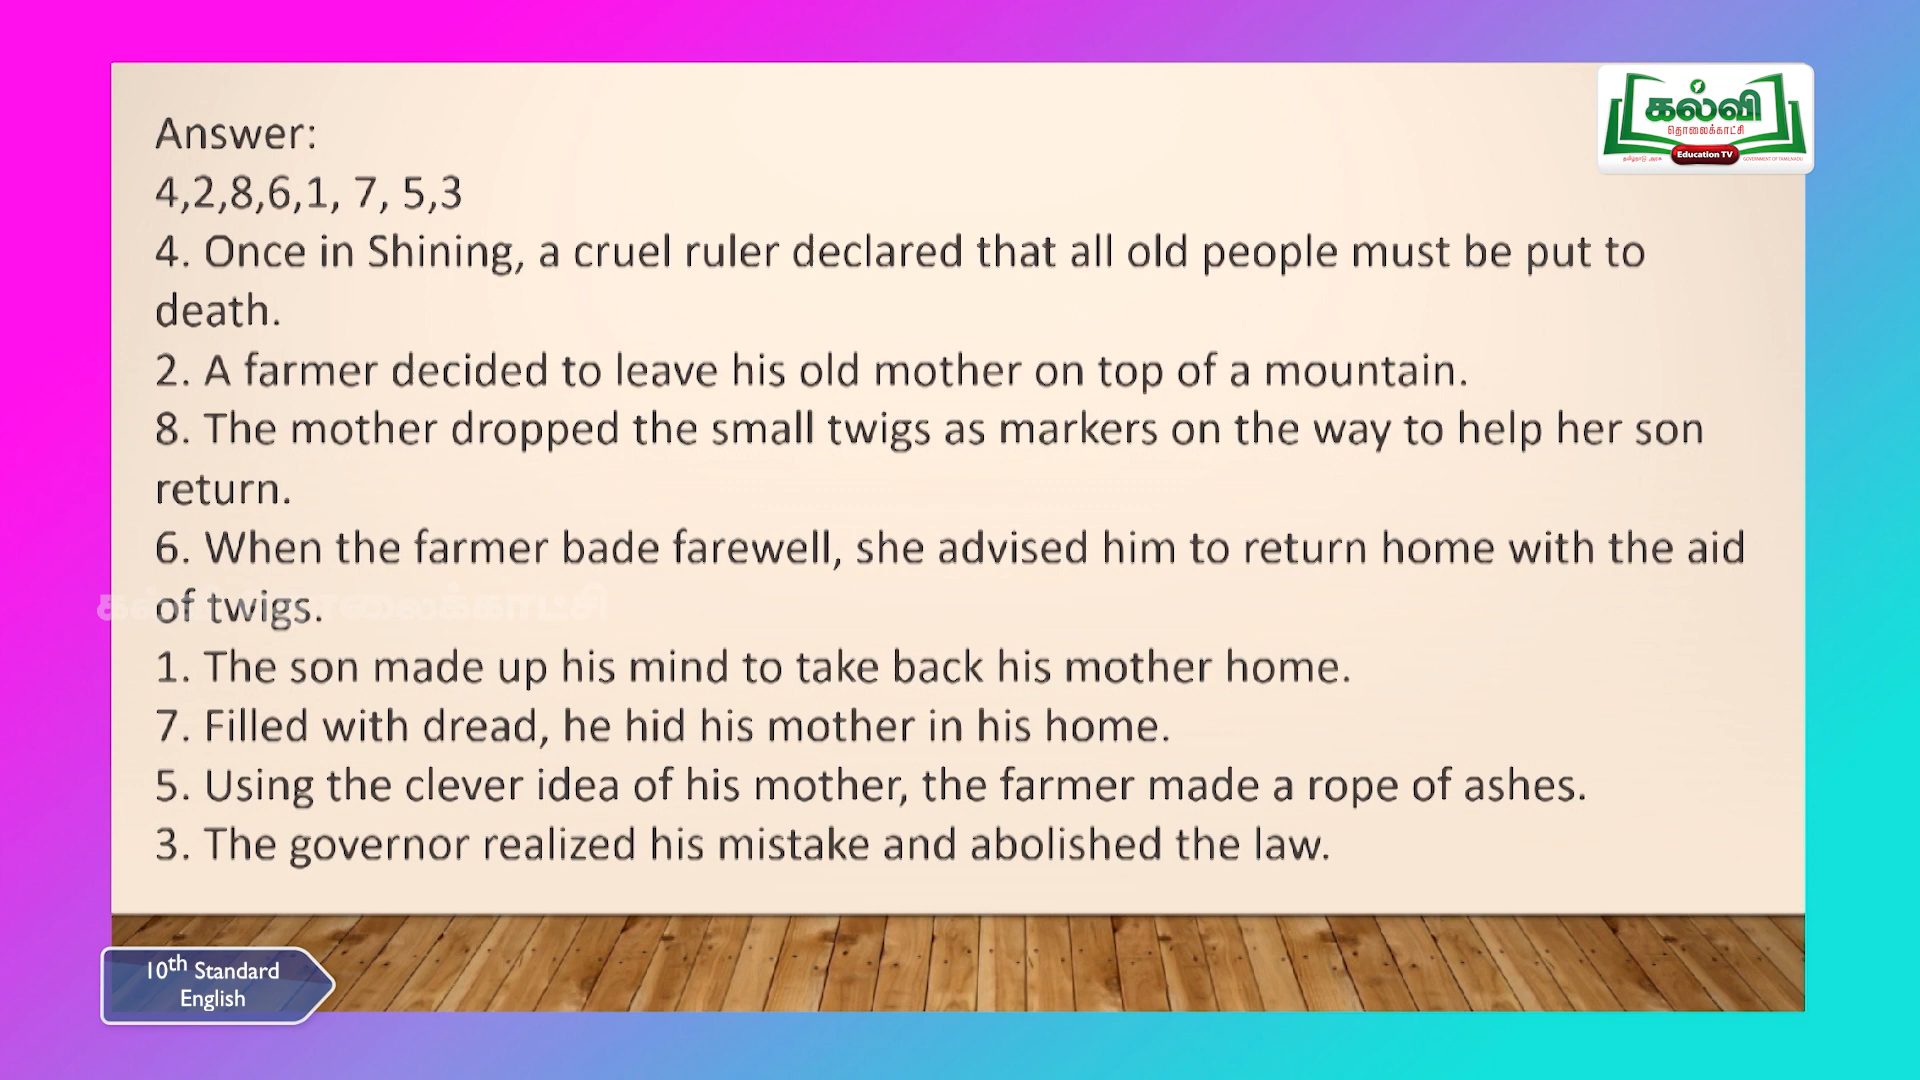 Answer:
4,2,8,6,1, 7, 5,3
4. Once in Shining, a cruel ruler declared that all old people must be put to
death.
2. A farmer decided to leave his old mother on top of a mountain.
8. The mother dropped the small twigs as markers on the way to help her son
return.
6. When the farmer bade farewell, she advised him to return home with the aid
of twigs.
1. The son made up his mind to take back his mother home.
7. Filled with dread, he hid his mother in his home.
5. Using the clever idea of his mother, the farmer made a rope of ashes.
3. The governor realized his mistake and abolished the law.
கல்வி
தொலைக்காட்சி
தமிழ்நாடு அரசு Education TV GOVERNMENT OF TAMILNADU
கல்வி தொலைக்காட்சி
10th Standard
English